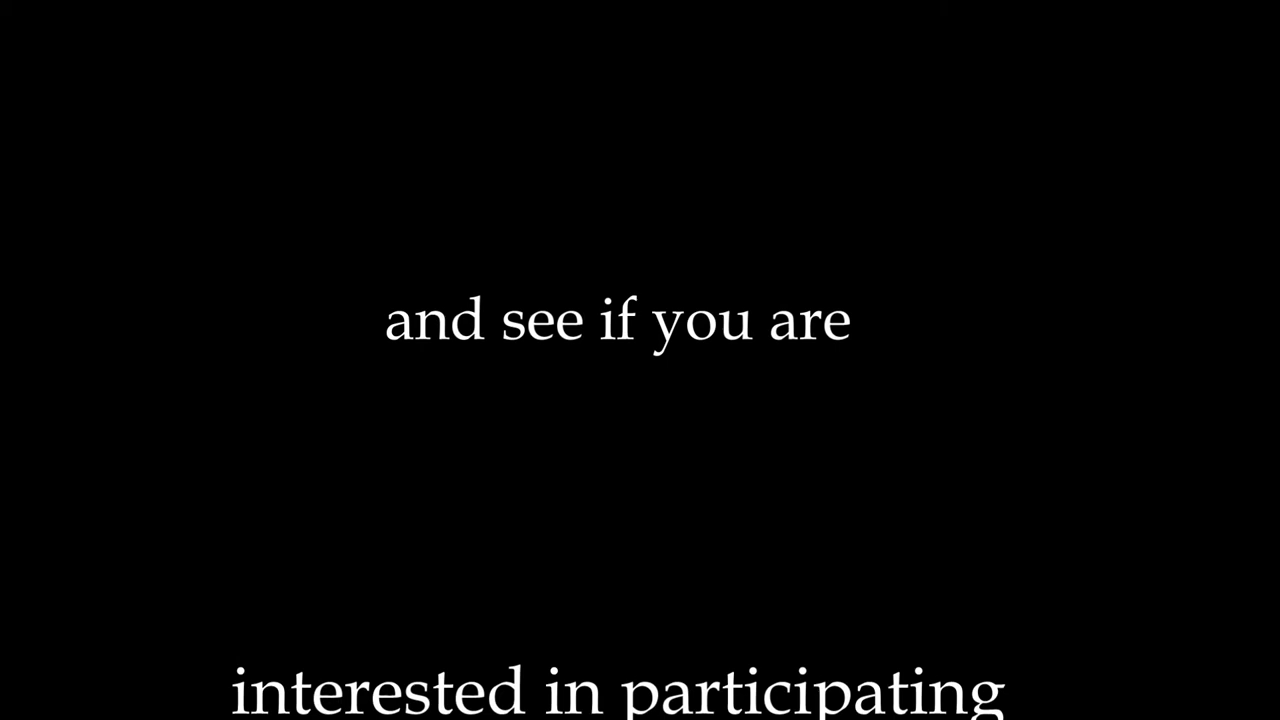 and see if you are
interested in participating